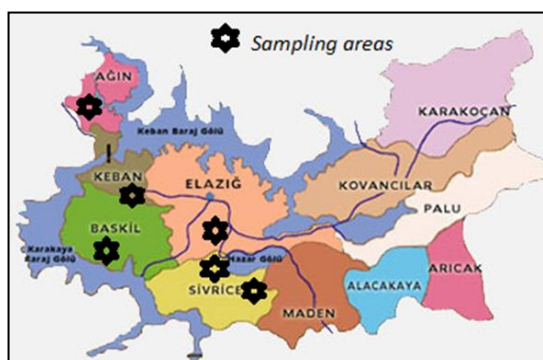 Sampling areas
AĞIN
KARAKOÇAN
Keban Baraj Gölü
KEBAN
ELAZIĞ
KOVANCILAR
PALU
BASKİL
Karakaya
Baraj Gölü
Hazar Gölü
SİVRİCE
MADEN
ALACAKAYA
ARICAK